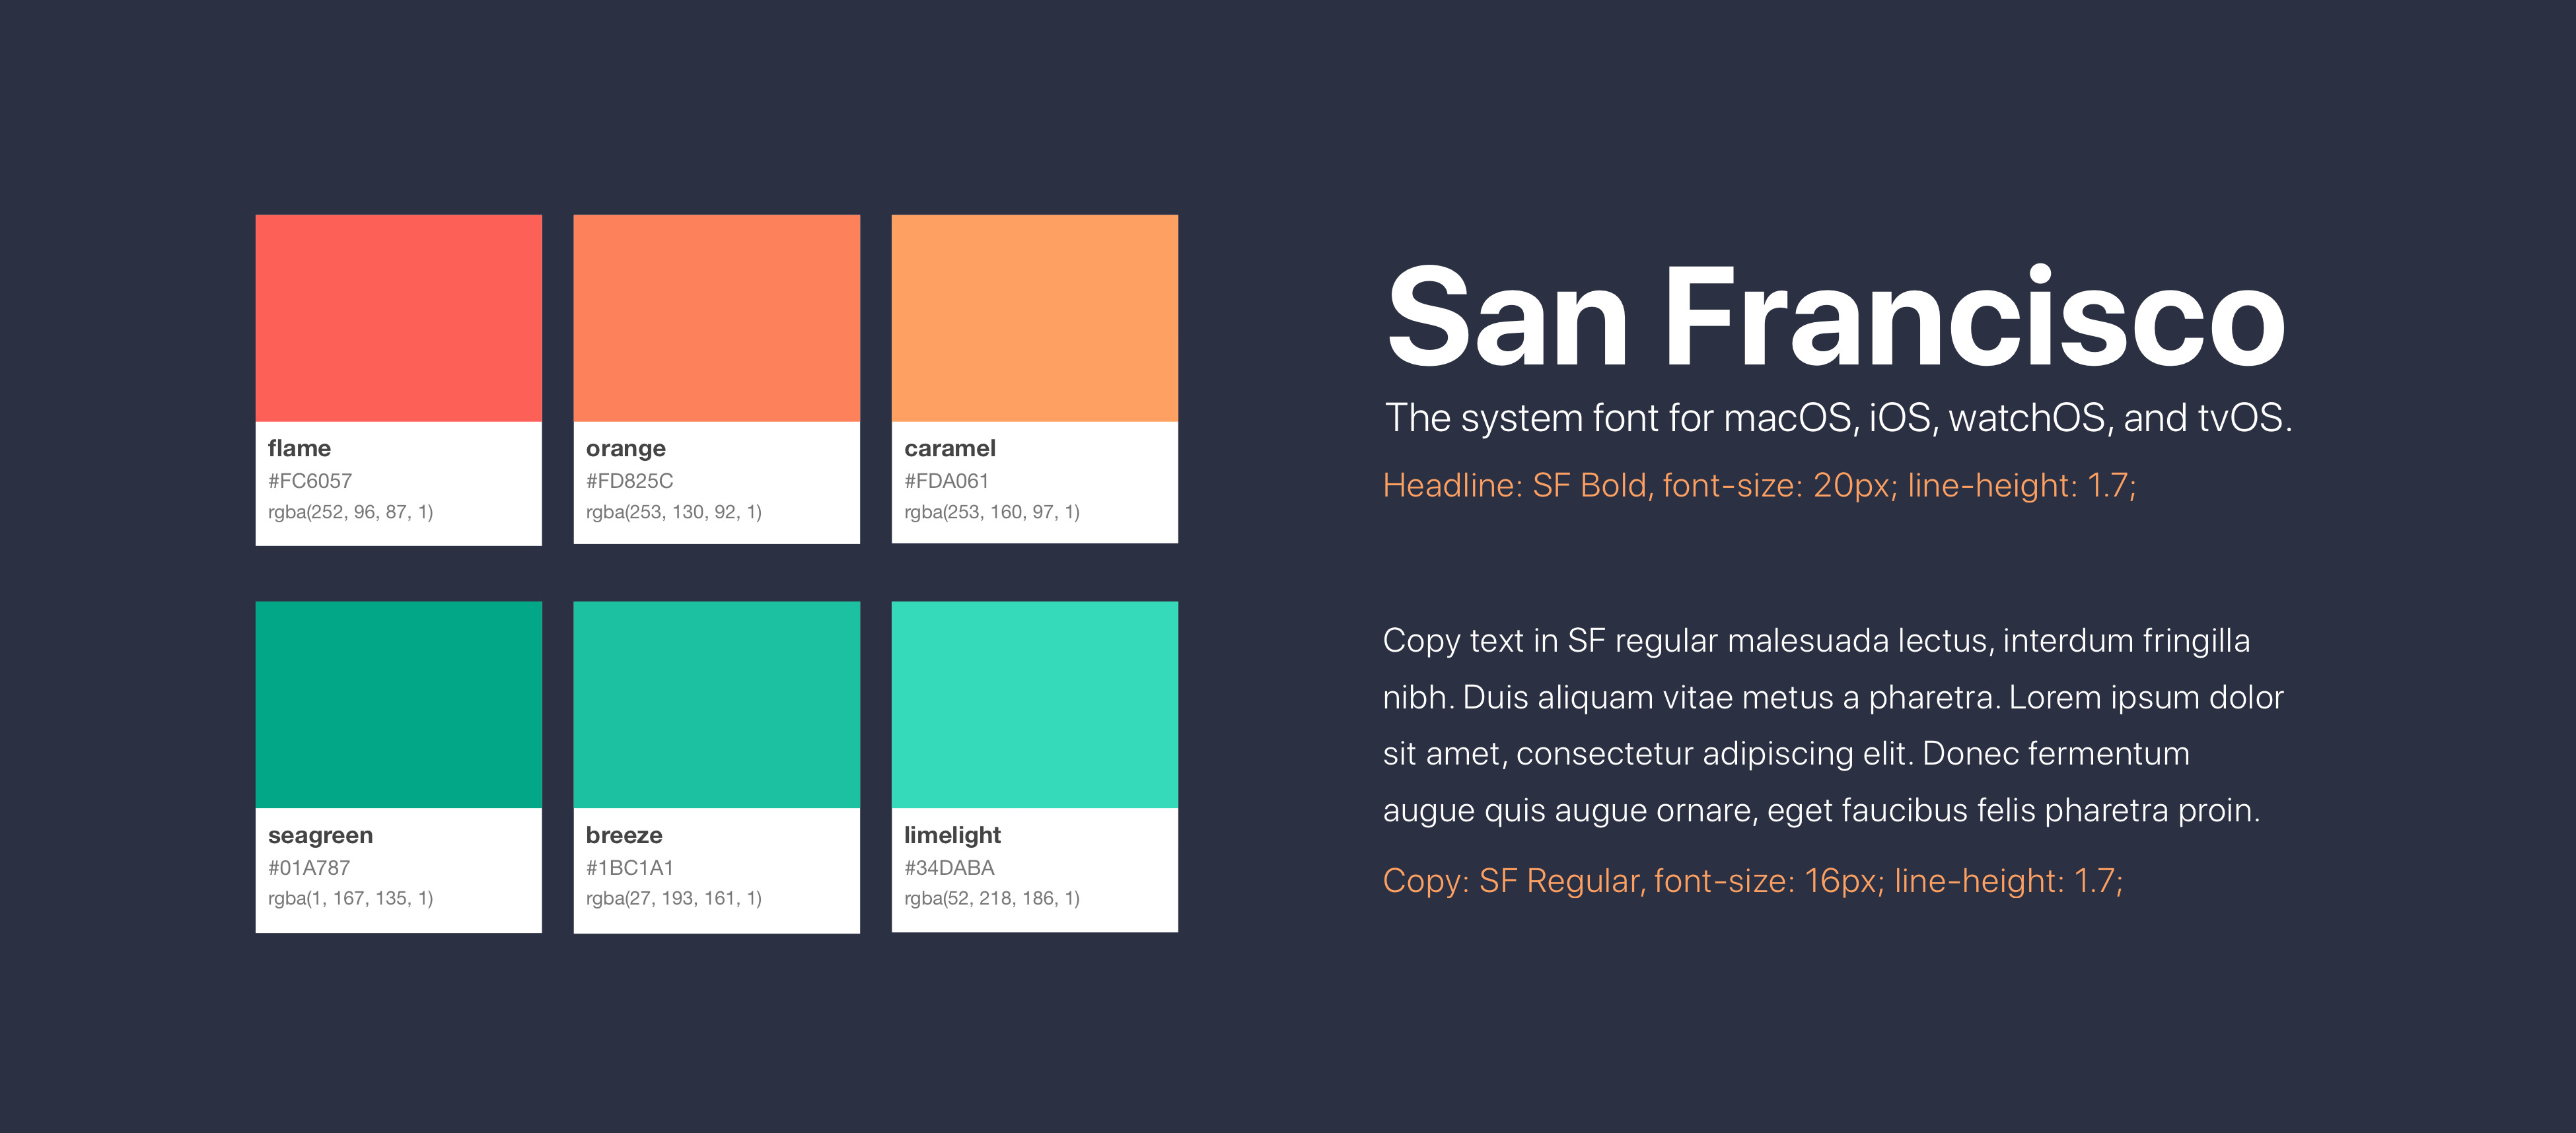 flame
#FC6057
rgba(252, 96, 87, 1)
orange
#FD825C
rgba(253, 130, 92, 1)
caramel
#FDA061
rgba(253, 160, 97, 1)
seagreen
#01A787
rgba(1, 167, 135, 1)
breeze
#1BC1A1
rgba(27, 193, 161, 1)
limelight
#34DABA
rgba(52, 218, 186, 1)
San Francisco
The system font for macOS, iOS, watchOS, and tvOS.
Headline: SF Bold, font-size: 20px; line-height: 1.7;
Copy text in SF regular malesuada lectus, interdum fringilla
nibh. Duis aliquam vitae metus a pharetra. Lorem ipsum dolor
sit amet, consectetur adipiscing elit. Donec fermentum
augue quis augue ornare, eget faucibus felis pharetra proin.
Copy: SF Regular, font-size: 16px; line-height: 1.7;